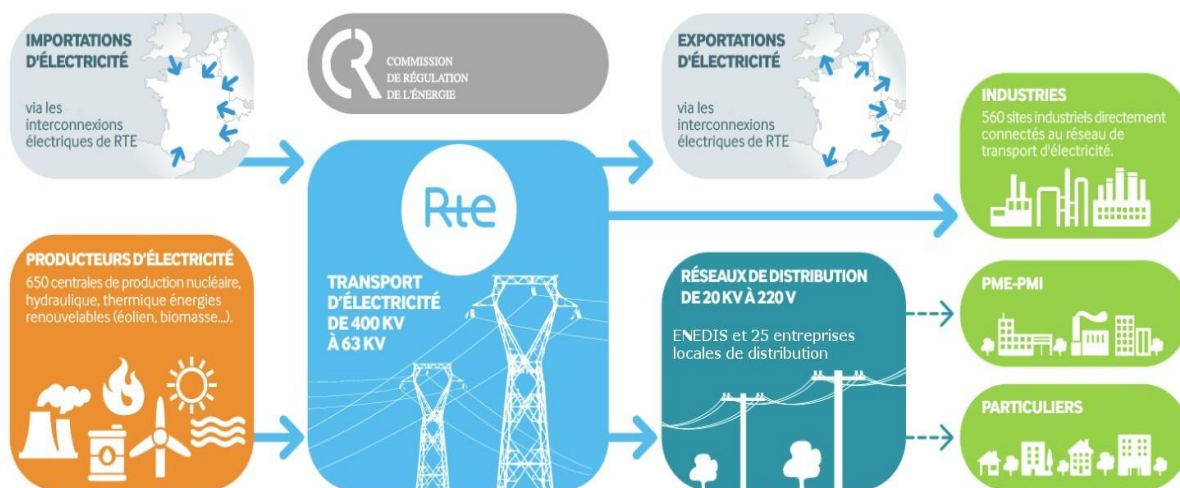 IMPORTATIONS
D'ÉLECTRICITÉ
via les
interconnexions
électriques de RTE
COMMISSION
DE RÉGULATION
DE L'ÉNERGIE
EXPORTATIONS
D'ÉLECTRICITÉ
via les
interconnexions
électriques de RTE
INDUSTRIES
560 sites industriels directement
connectés au réseau de
transport d'électricité.
Rte
PRODUCTEURS D'ÉLECTRICITÉ
650 centrales de production nucléaire,
hydraulique, thermique énergies
renouvelables (éolien, biomasse...).
TRANSPORT
D'ÉLECTRICITÉ
DE 400 KV
À 63 KV
RÉSEAUX DE DISTRIBUTION
DE 20 KV À 220 V
ENEDIS et 25 entreprises
locales de distribution
PME-PMI
PARTICULIERS